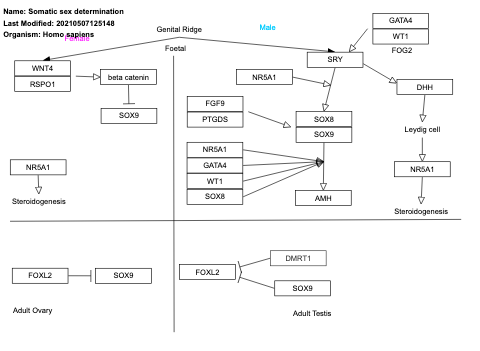 Name: Somatic sex determination
Last Modified: 20210507125148
Organism: Homo sapiens
Female
Genital Ridge
Male
Foetal
GATA4
WT1
FOG2
SRY
WNT4
RSPO1
beta catenin
SOX9
NR5A1
DHH
FGF9
PTGDS
SOX8
SOX9
Leydig cell
NR5A1
GATA4
WT1
SOX8
AMH
NR5A1
Steroidogenesis
NR5A1
Steroidogenesis
FOXL2
SOX9
Adult Ovary
FOXL2
DMRT1
SOX9
Adult Testis